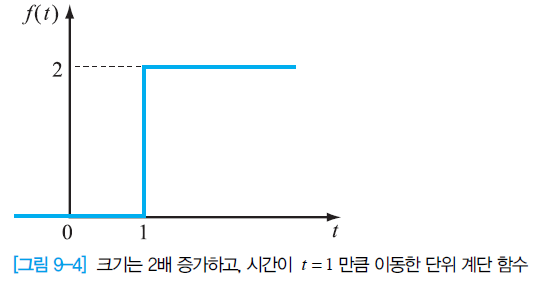 f(t)
2
0 1 t
[그림 9-4] 크기는 2배 증가하고, 시간이 t = 1 만큼 이동한 단위 계단 함수